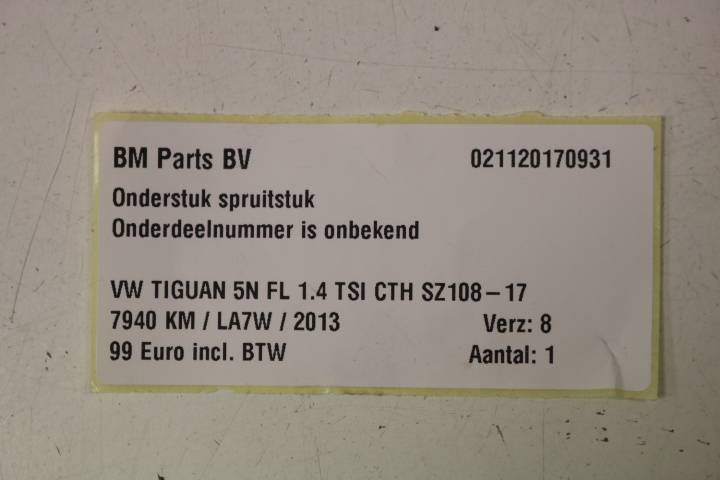 BM Parts BV 021120170931
Onderstuk spruitstuk
Onderdeelnummer is onbekend
VW TIGUAN 5N FL 1.4 TSI CTH SZ108-17
7940 KM / LA7W / 2013 Verz: 8
99 Euro incl. BTW Aantal: 1